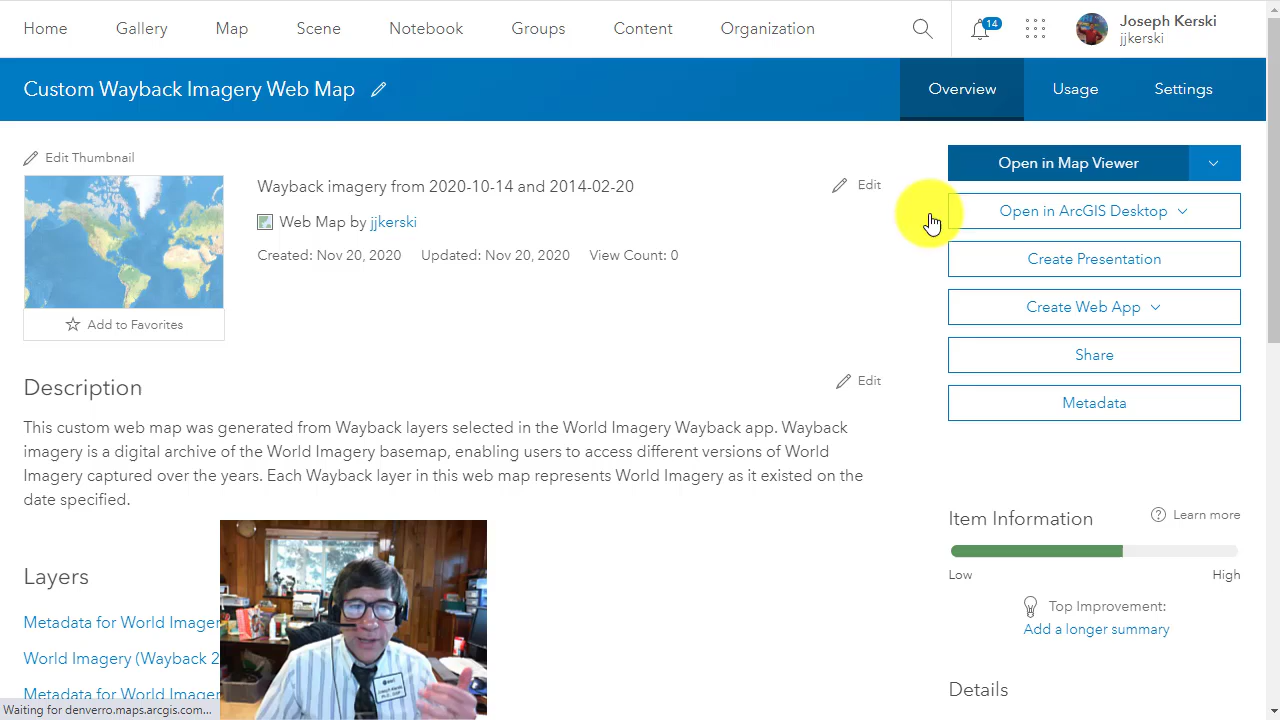 Home Gallery Map Scene Notebook Groups Content Organization 14 Joseph Kerski
jjkerski
Custom Wayback Imagery Web Map Overview Usage Settings
Edit Thumbnail
Add to Favorites
Wayback imagery from 2020-10-14 and 2014-02-20 Edit
Web Map by jjkerski
Created: Nov 20, 2020 Updated: Nov 20, 2020 View Count: 0
Description Edit
This custom web map was generated from Wayback layers selected in the World Imagery Wayback app. Wayback
imagery is a digital archive of the World Imagery basemap, enabling users to access different versions of World
Imagery captured over the years. Each Wayback layer in this web map represents World Imagery as it existed on the
date specified.
Layers
Metadata for World Imager
World Imagery (Wayback 2
Metadata for World Imager
Waiting for denverro.maps.arcgis.com...
Open in Map Viewer
Open in ArcGIS Desktop
Create Presentation
Create Web App
Share
Metadata
Item Information Learn more
Low High
Top Improvement:
Add a longer summary
Details